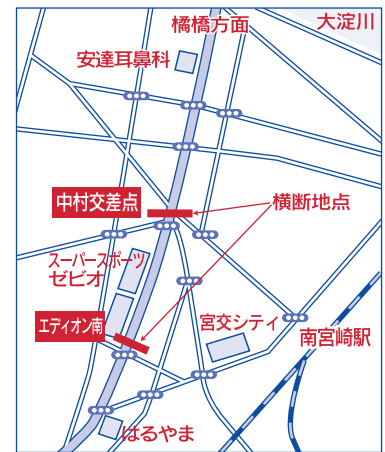 橘橋方面
大淀川
安達耳鼻科
中村交差点
横断地点
スーパースポーツ
ゼビオ
エディオン南
宮交シティ
南宮崎駅
はるやま